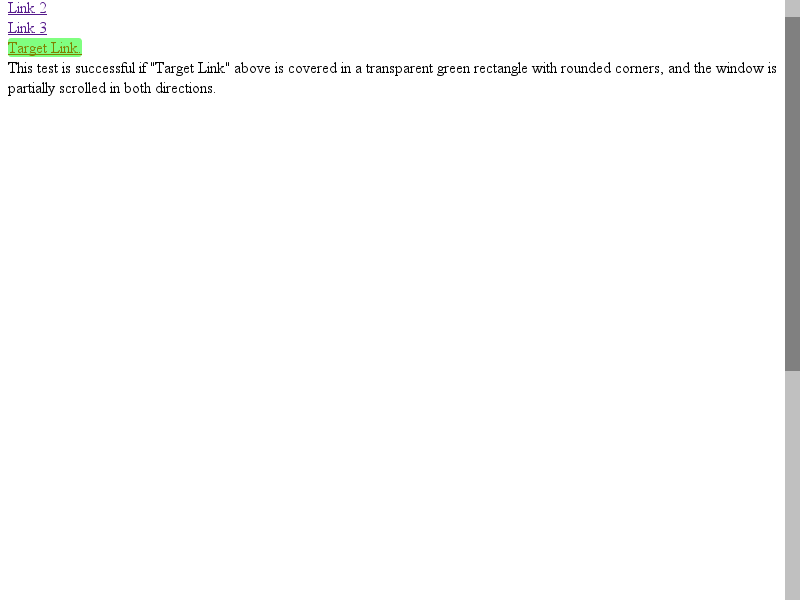 Link 2
Link 3
Target Link.
This test is successful if "Target Link" above is covered in a transparent green rectangle with rounded corners, and the window is
partially scrolled in both directions.